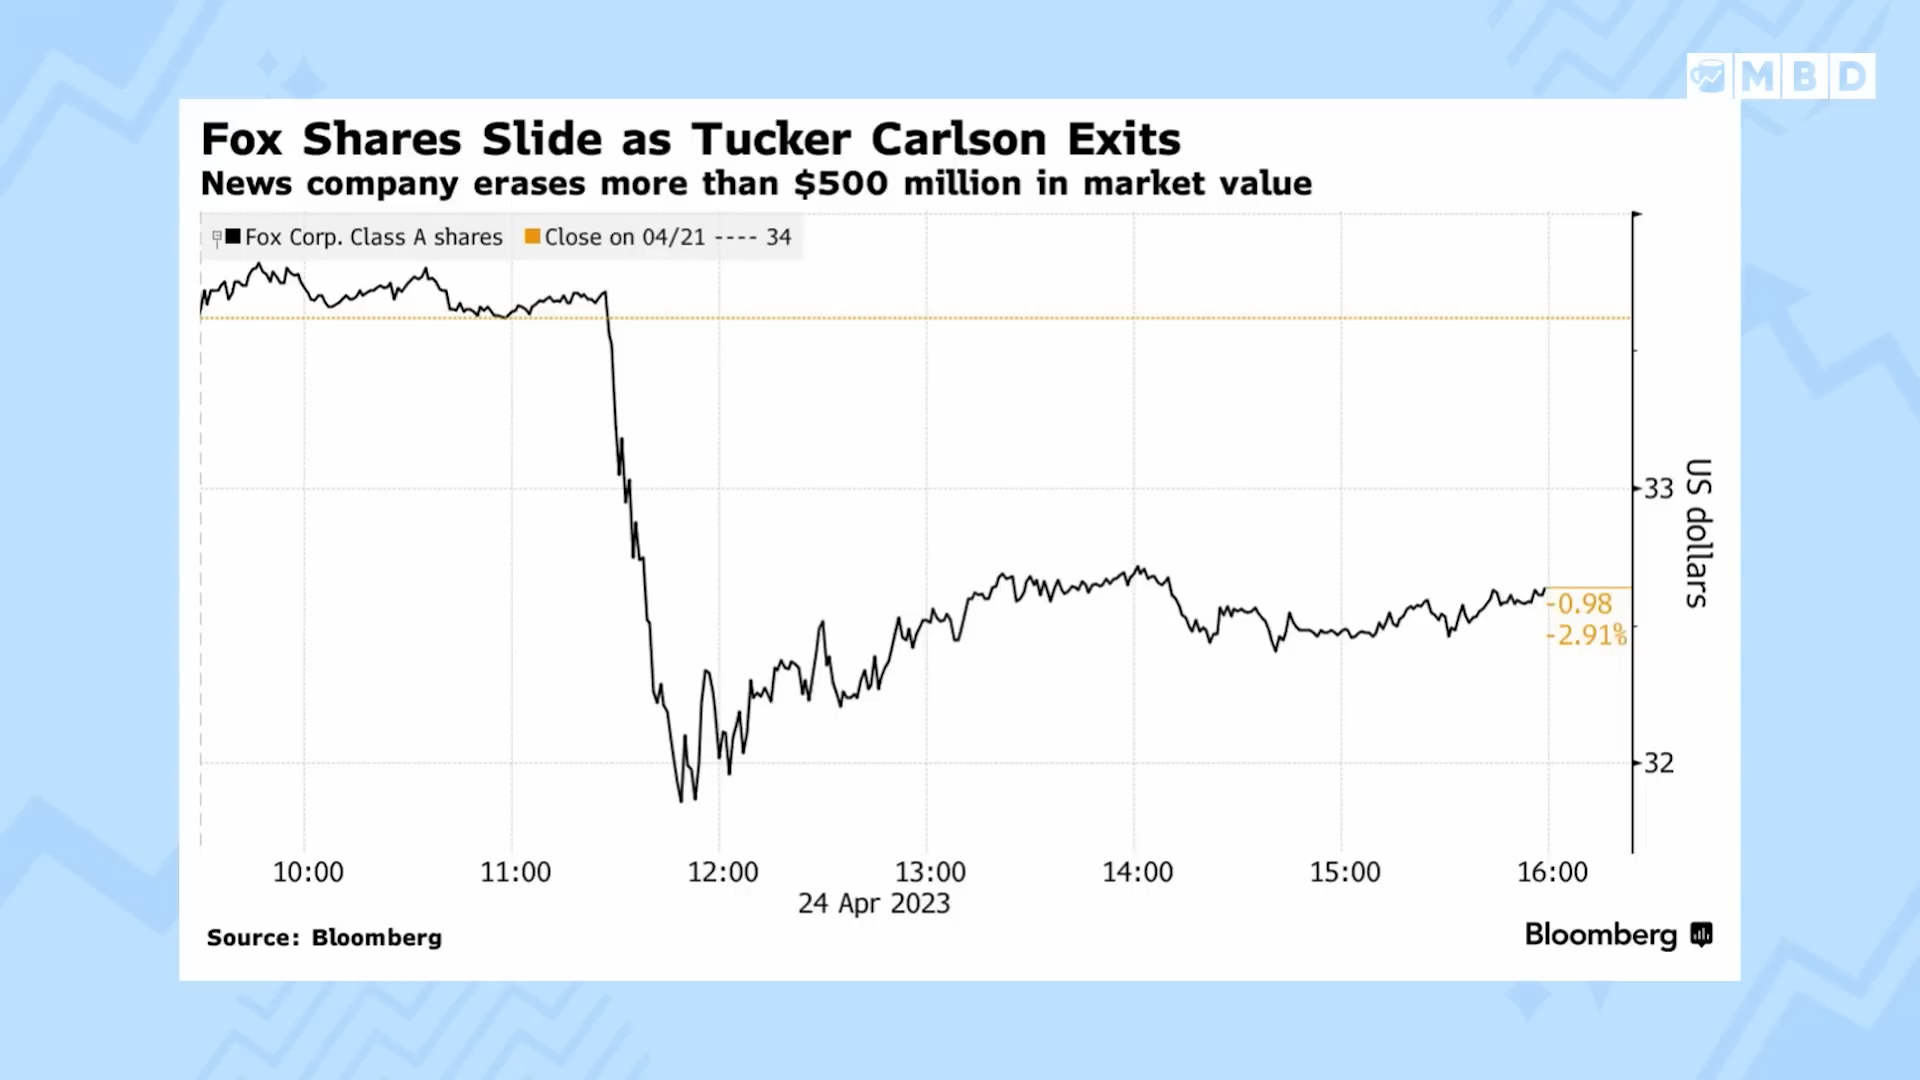 MBD
Fox Shares Slide as Tucker Carlson Exits
News company erases more than $500 million in market value
Fox Corp. Class A shares Close on 04/21 ---- 34
33
US dollars
-0.98
-2.91%
32
10:00 11:00 12:00 13:00 14:00 15:00 16:00
24 Apr 2023
Source: Bloomberg
Bloomberg